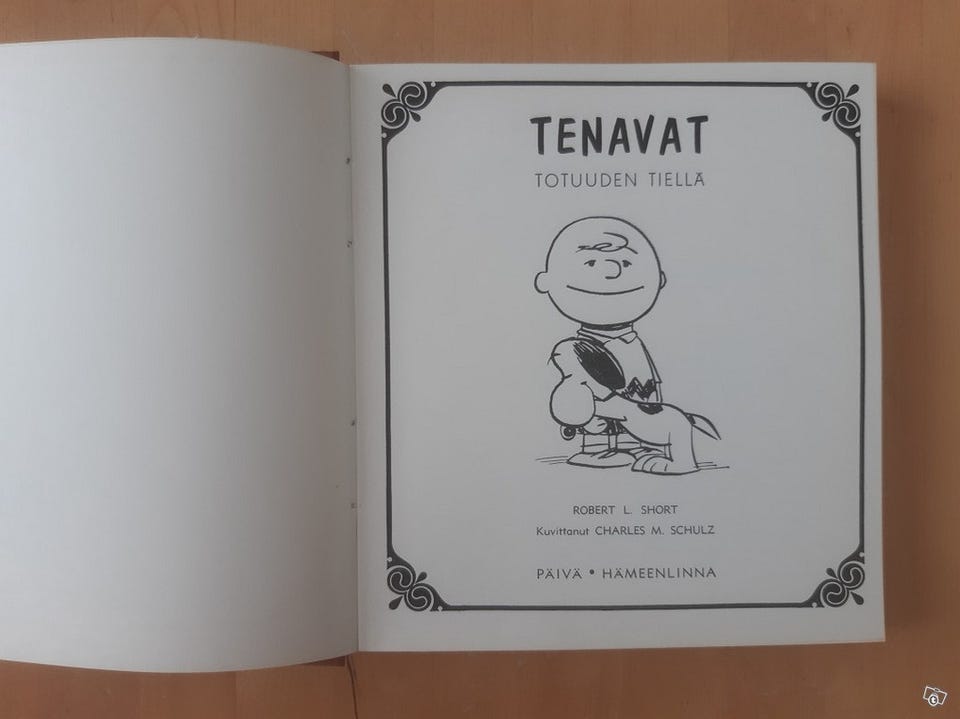 TENAVAT
TOTUUDEN TIELLÄ
ROBERT L. SHORT
Kuvittanut CHARLES M. SCHULZ
PÄIVÄ • HÄMEENLINNA